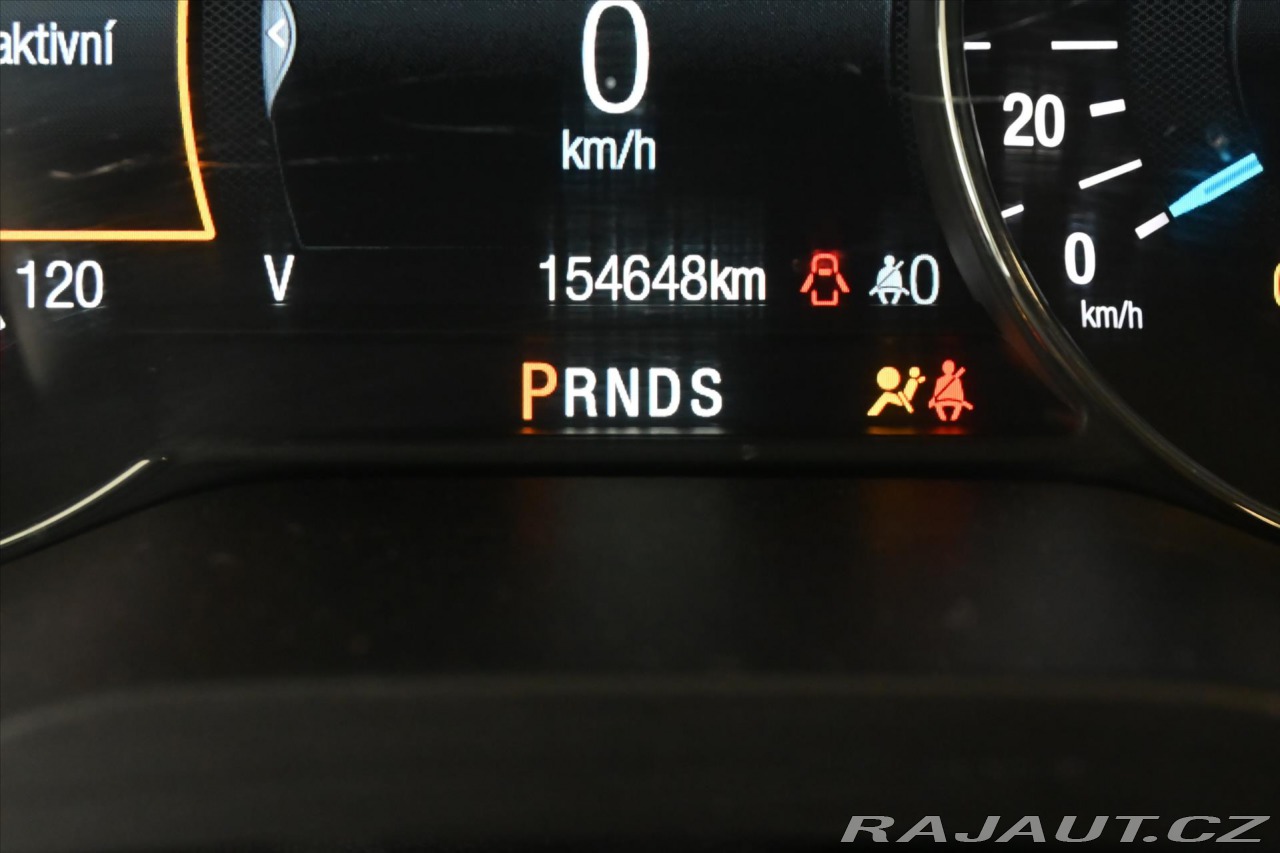 aktivní
0
km/h
20
120
V
154648km
0
0
km/h
PRNDS
RAJAUT.CZ